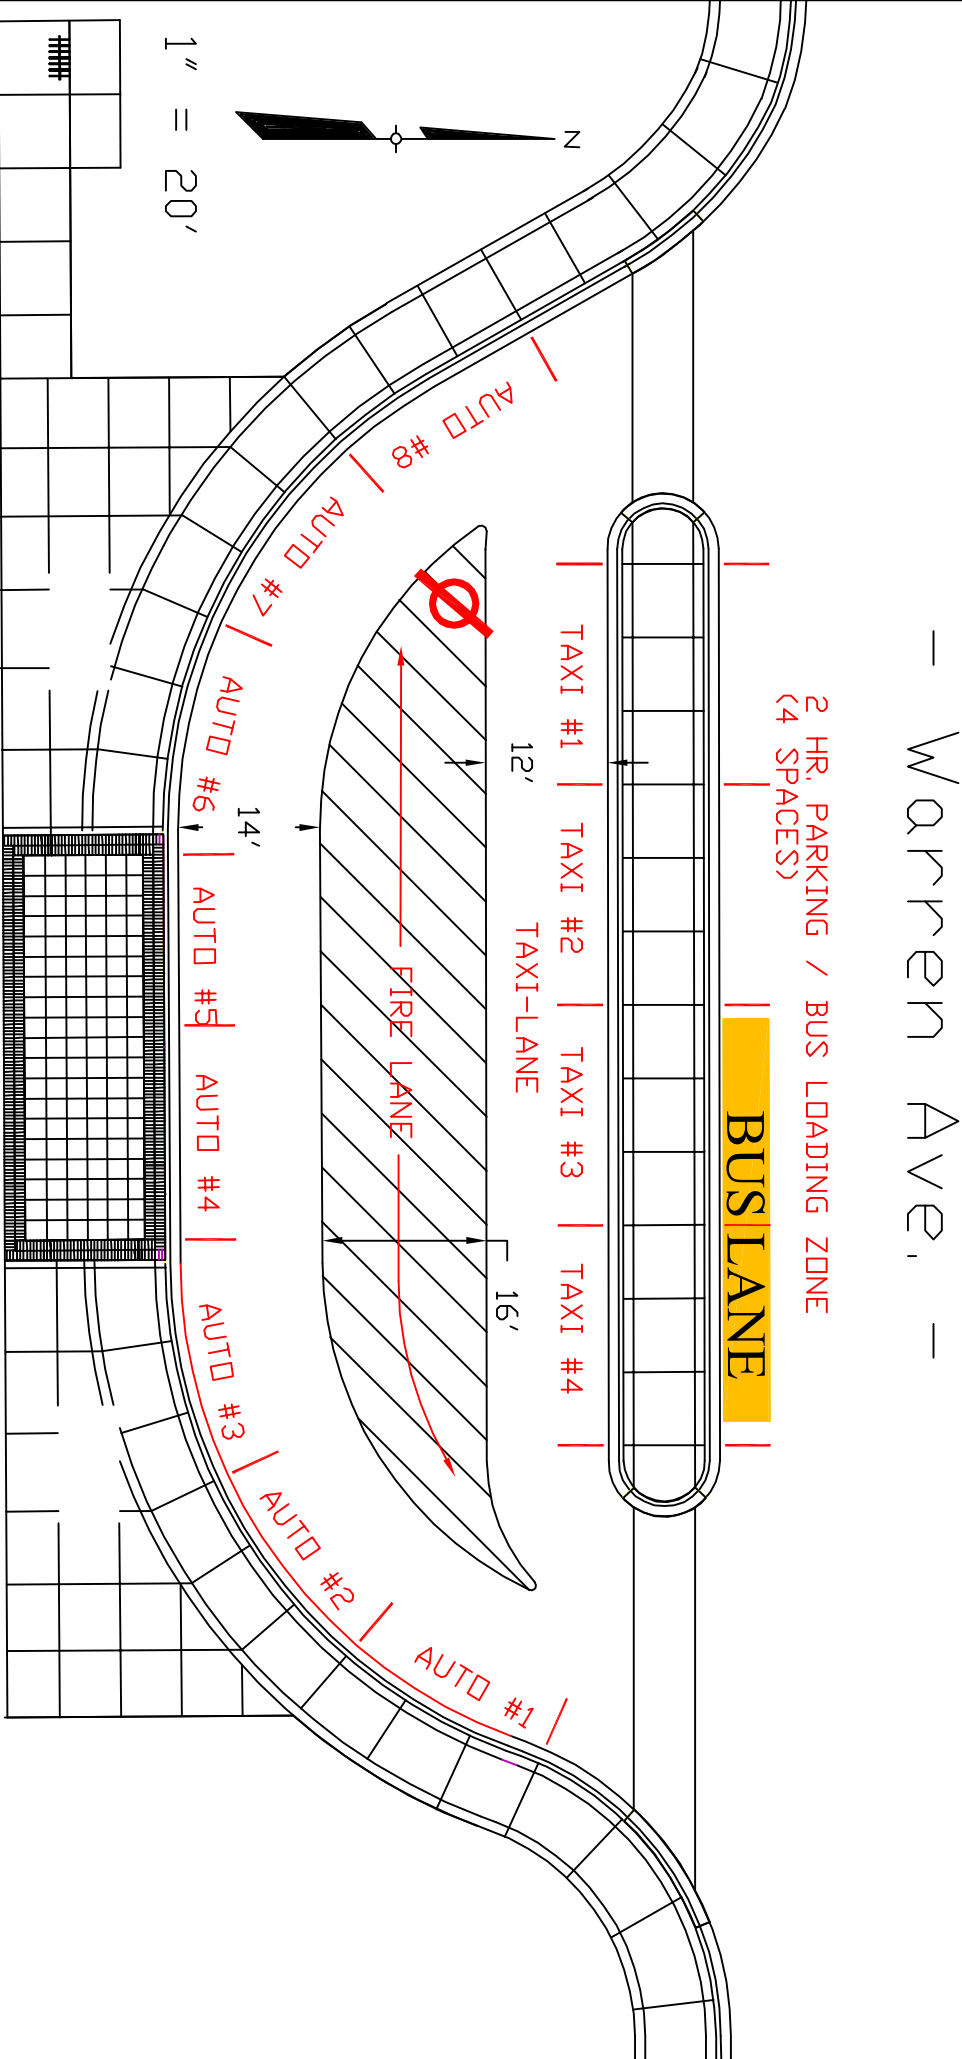 - Warren Ave. -
2 HR. PARKING / BUS LOADING ZONE
(4 SPACES)
BUS LANE
TAXI #1
TAXI #2
TAXI #3
TAXI #4
TAXI-LANE
12'
FIRE LANE
16'
14'
AUTO #8
AUTO #7
AUTO #6
AUTO #5
AUTO #4
AUTO #3
AUTO #2
AUTO #1
N
1" = 20'